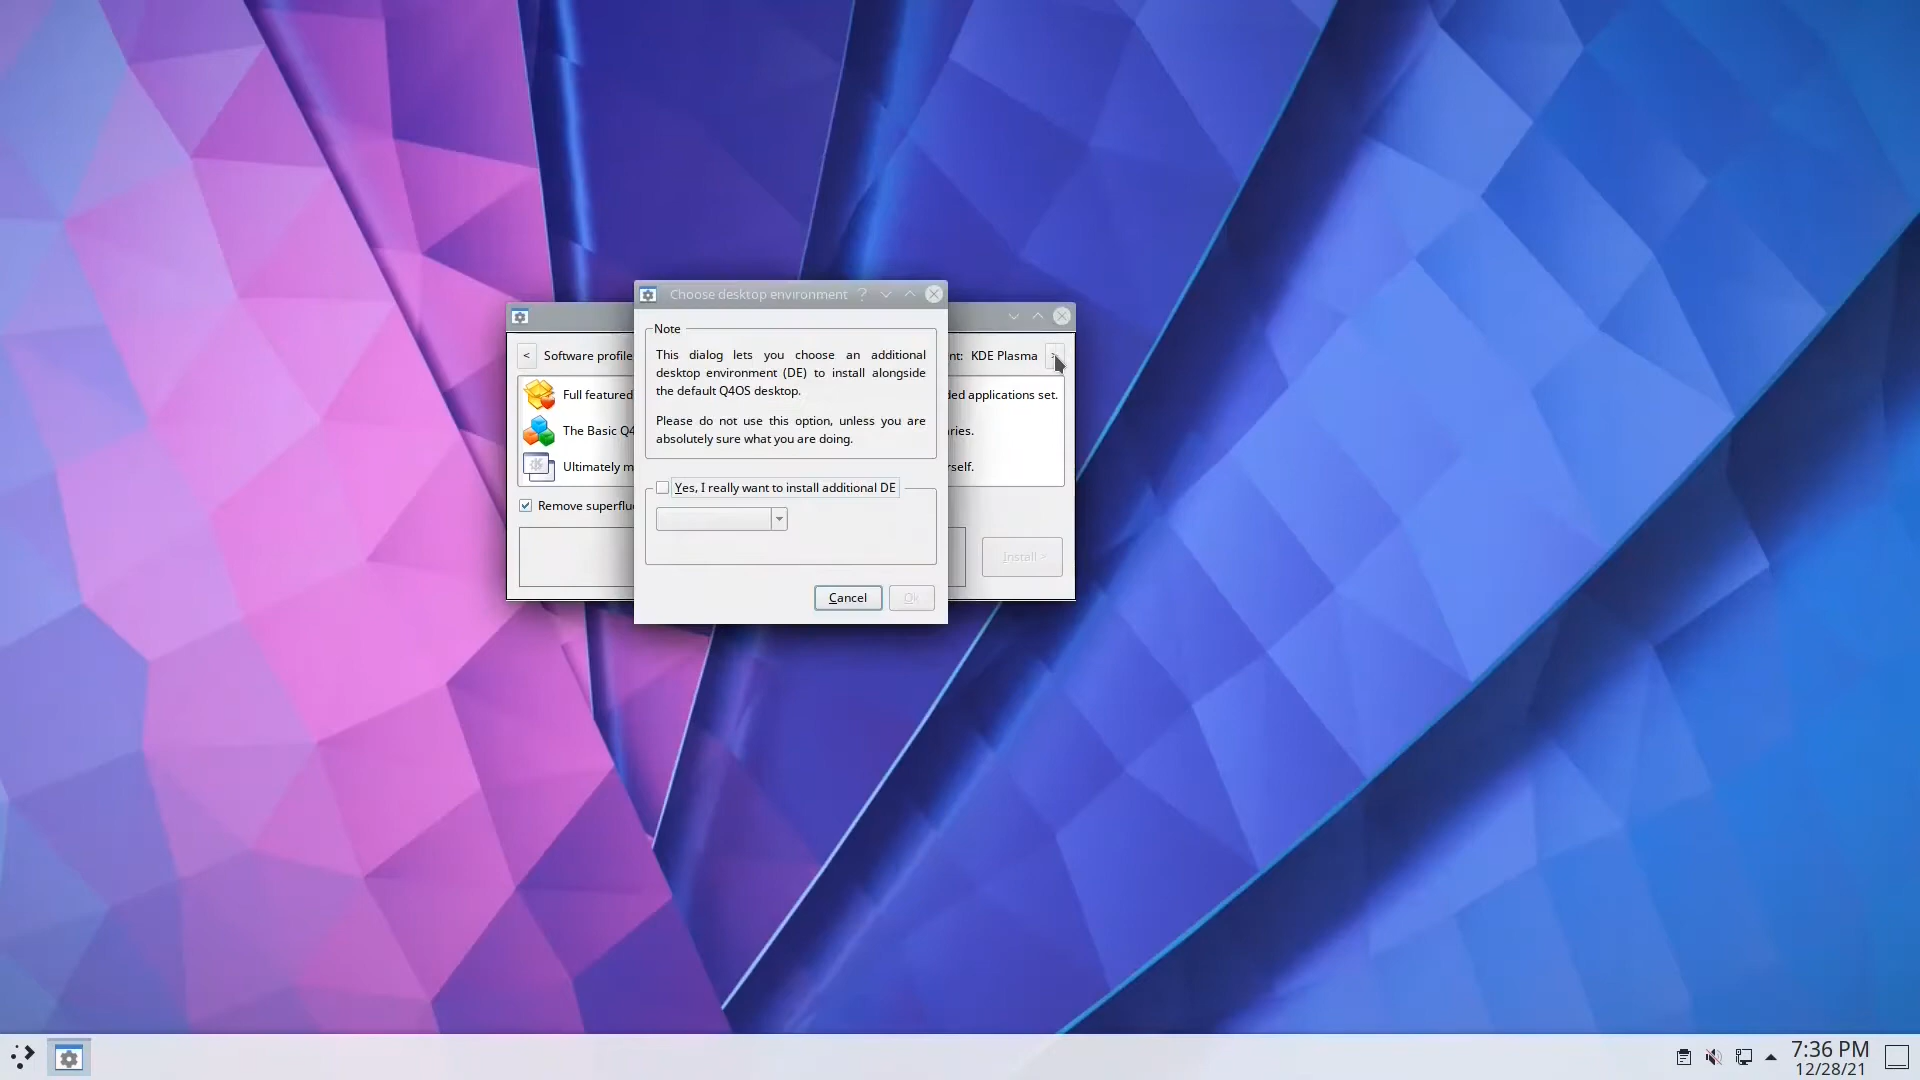 Choose desktop environment
Note
This dialog lets you choose an additional
desktop environment (DE) to install alongside
the default Q4OS desktop.
Please do not use this option, unless you are
absolutely sure what you are doing.
Yes, I really want to install additional DE
Cancel
Ok
< Software profile
nt: KDE Plasma >
Full featured
ded applications set.
The Basic Q4
ries.
Ultimately m
rself.
Remove superflu
Install >
7:36 PM
12/28/21